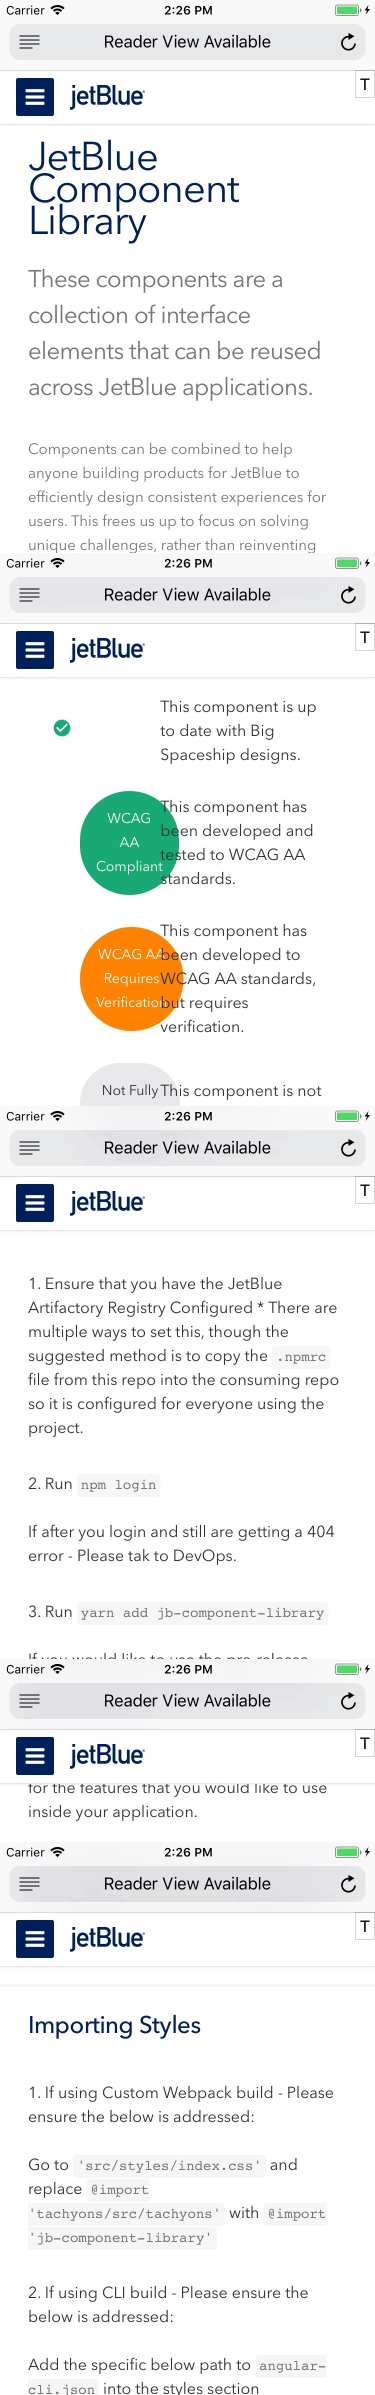 Carrier 2:26 PM
Reader View Available
jetBlue T
JetBlue
Component
Library
These components are a
collection of interface
elements that can be reused
across JetBlue applications.
Components can be combined to help
anyone building products for JetBlue to
efficiently design consistent experiences for
users. This frees us up to focus on solving
unique challenges, rather than reinventing
Carrier 2:26 PM
Reader View Available
jetBlue T
This component is up
to date with Big
Spaceship designs.
WCAG
AA
Compliant
This component has
been developed and
tested to WCAG AA
standards.
WCAG AA
Requires
Verification
This component has
been developed to
WCAG AA standards,
but requires
verification.
Not Fully
This component is not
Carrier 2:26 PM
Reader View Available
jetBlue T
1. Ensure that you have the JetBlue
Artifactory Registry Configured * There are
multiple ways to set this, though the
suggested method is to copy the .npmrc
file from this repo into the consuming repo
so it is configured for everyone using the
project.
2. Run npm login
If after you login and still are getting a 404
error - Please tak to DevOps.
3. Run yarn add jb-component-library
If you would like to use the pre-release
Carrier 2:26 PM
Reader View Available
jetBlue T
for the features that you would like to use
inside your application.
Carrier 2:26 PM
Reader View Available
jetBlue T
Importing Styles
1. If using Custom Webpack build - Please
ensure the below is addressed:
Go to 'src/styles/index.css' and
replace @import
'tachyons/src/tachyons' with @import
'jb-component-library'
2. If using CLI build - Please ensure the
below is addressed:
Add the specific below path to angular-
cli.json into the styles section